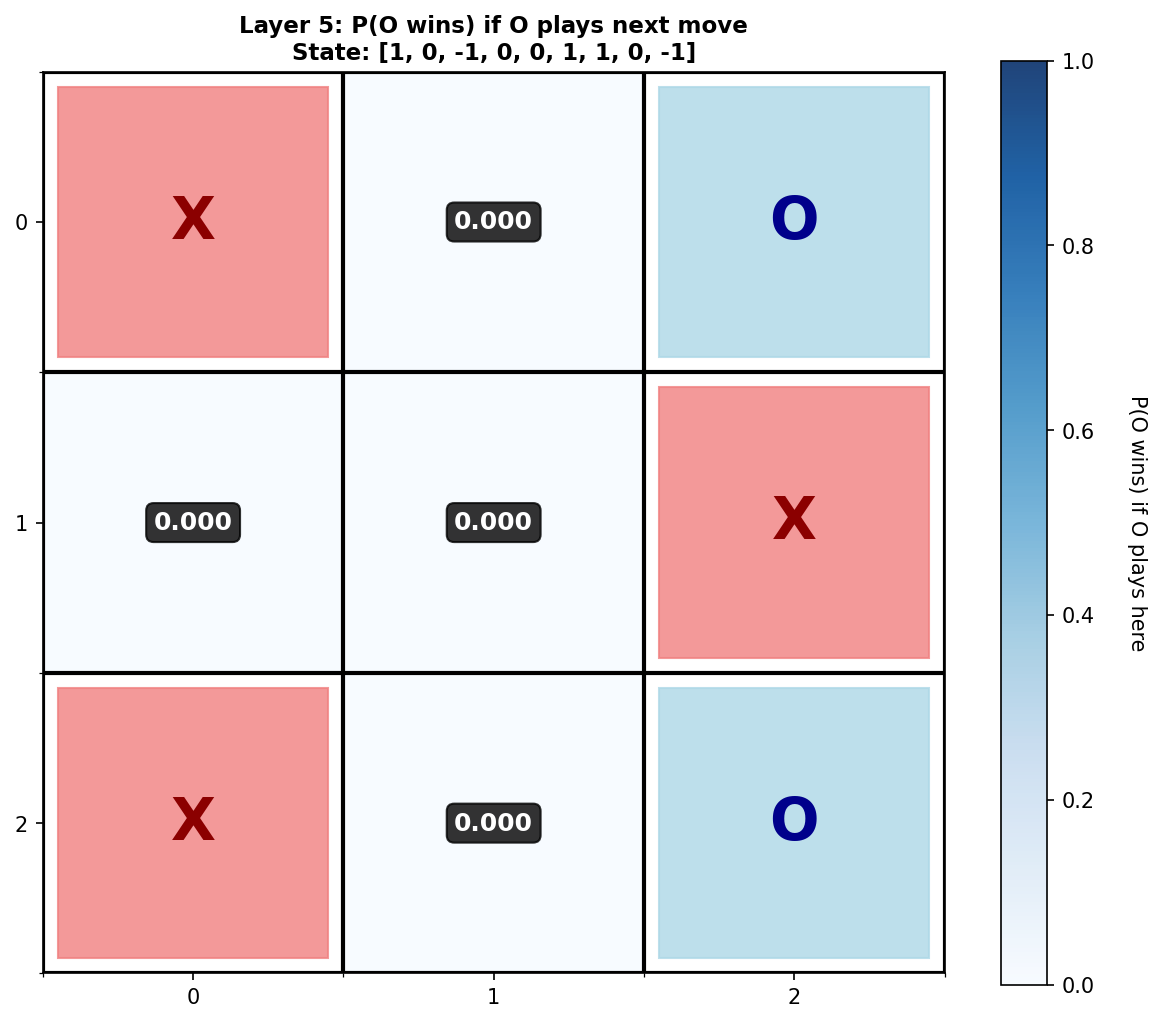 Layer 5: P(O wins) if O plays next move
State: [1, 0, -1, 0, 0, 1, 1, 0, -1]
0
X
0.000
O
1
0.000
0.000
X
2
X
0.000
O
0
1
2
1.0
0.8
0.6
0.4
0.2
0.0
P(O wins) if O plays here